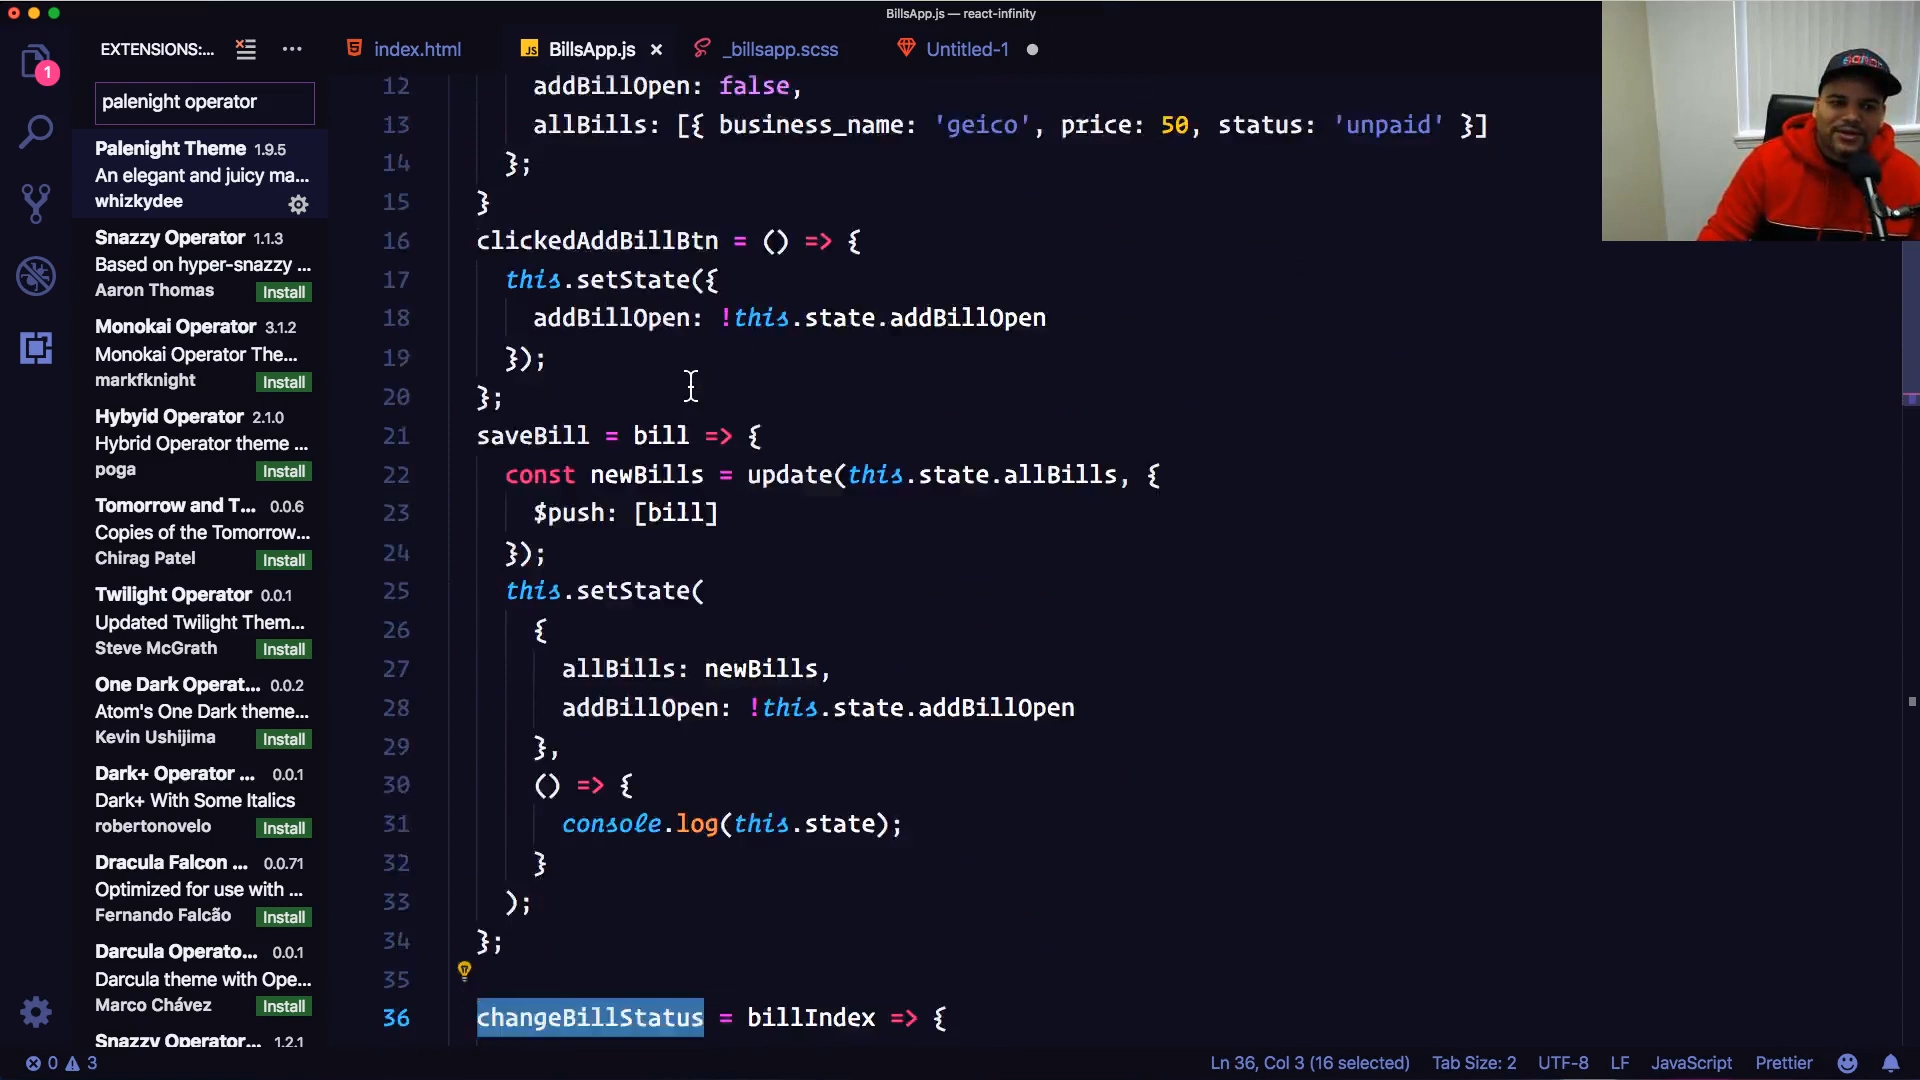 BillsApp.js — react-infinity
EXTENSIONS:...
index.html
JS BillsApp.js
_billsapp.scss
Untitled-1
1
palenight operator
Palenight Theme 1.9.5
An elegant and juicy ma...
whizkydee
Snazzy Operator 1.1.3
Based on hyper-snazzy ...
Aaron Thomas Install
Monokai Operator 3.1.2
Monokai Operator The...
markfknight Install
Hybyid Operator 2.1.0
Hybrid Operator theme ...
poga Install
Tomorrow and T... 0.0.6
Copies of the Tomorrow...
Chirag Patel Install
Twilight Operator 0.0.1
Updated Twilight Them...
Steve McGrath Install
One Dark Operat... 0.0.2
Atom's One Dark theme...
Kevin Ushijima Install
Dark+ Operator ... 0.0.1
Dark+ With Some Italics
robertonovelo Install
Dracula Falcon ... 0.0.71
Optimized for use with ...
Fernando Falcão Install
Darcula Operato... 0.0.1
Darcula theme with Ope...
Marco Chávez Install
Snazzy Operator... 1.2.1
12 addBillOpen: false,
13 allBills: [{ business_name: 'geico', price: 50, status: 'unpaid' }]
14 };
15 }
16 clickedAddBillBtn = () => {
17 this.setState({
18 addBillOpen: !this.state.addBillOpen
19 });
20 };
21 saveBill = bill => {
22 const newBills = update(this.state.allBills, {
23 $push: [bill]
24 });
25 this.setState(
26 {
27 allBills: newBills,
28 addBillOpen: !this.state.addBillOpen
29 },
30 () => {
31 console.log(this.state);
32 }
33 );
34 };
35
36 changeBillStatus = billIndex => {
0 3
Ln 36, Col 3 (16 selected) Tab Size: 2 UTF-8 LF JavaScript Prettier